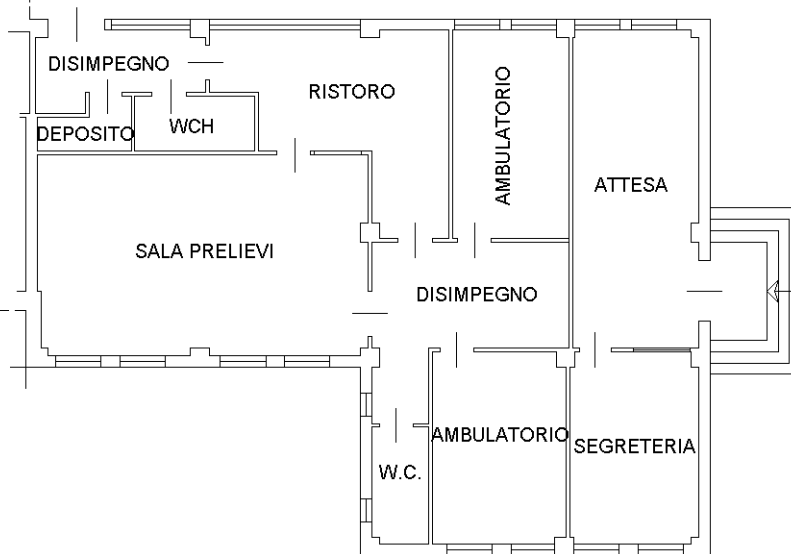 DISIMPEGNO
RISTORO
AMBULATORIO
DEPOSITO
WCH
ATTESA
SALA PRELIEVI
DISIMPEGNO
AMBULATORIO
SEGRETERIA
W.C.